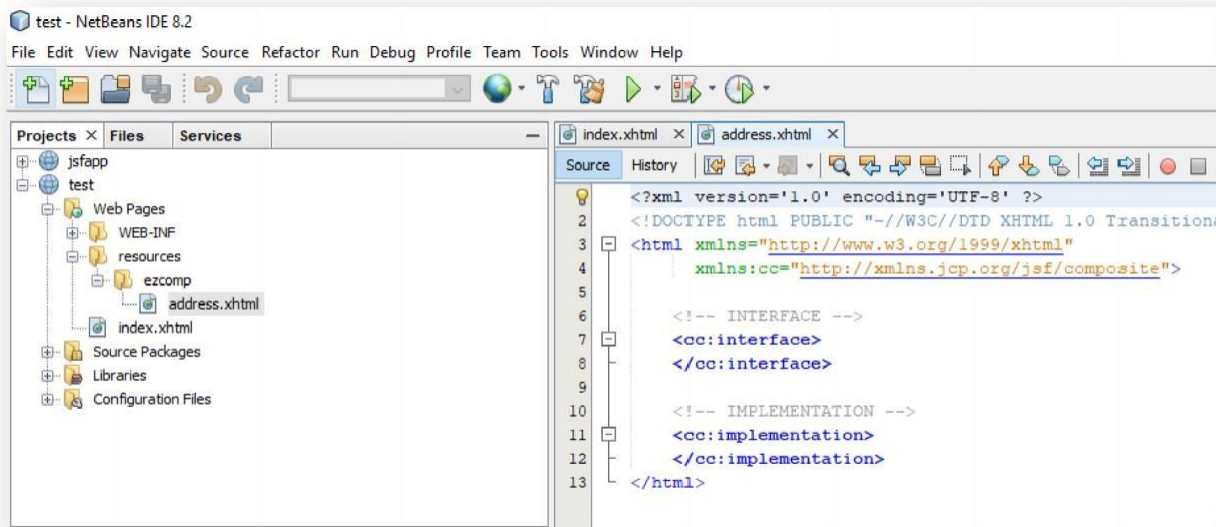 test - NetBeans IDE 8.2
File Edit View Navigate Source Refactor Run Debug Profile Team Tools Window Help
Projects Files Services
jsfapp
test
Web Pages
WEB-INF
resources
ezcomp
address.xhtml
index.xhtml
Source Packages
Libraries
Configuration Files
index.xhtml address.xhtml
Source History
<?xml version='1.0' encoding='UTF-8' ?>
2 <!DOCTYPE html PUBLIC "-//W3C//DTD XHTML 1.0 Transitiona
3 <html xmlns="http://www.w3.org/1999/xhtml"
4 xmlns:cc="http://xmlns.jcp.org/jsf/composite">
5
6 <!-- INTERFACE -->
7 <cc:interface>
8 </cc:interface>
9
10 <!-- IMPLEMENTATION -->
11 <cc:implementation>
12 </cc:implementation>
13 </html>